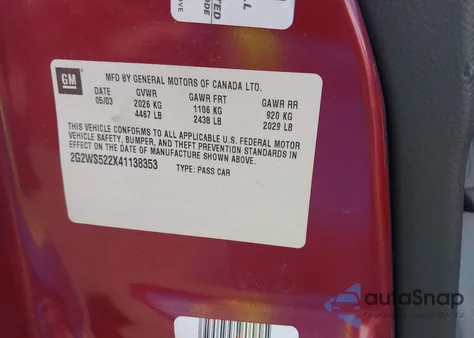 TED
ODE
L
GM
MFD BY GENERAL MOTORS OF CANADA LTD.
DATE GVWR GAWR FRT GAWR RR
05/03 2026 KG 1106 KG 920 KG
4467 LB 2438 LB 2029 LB
THIS VEHICLE CONFORMS TO ALL APPLICABLE U.S. FEDERAL MOTOR
VEHICLE SAFETY, BUMPER, AND THEFT PREVENTION STANDARDS IN
EFFECT ON THE DATE OF MANUFACTURE SHOWN ABOVE.
2G2WS522X41138353 TYPE: PASS CAR
autoSnap